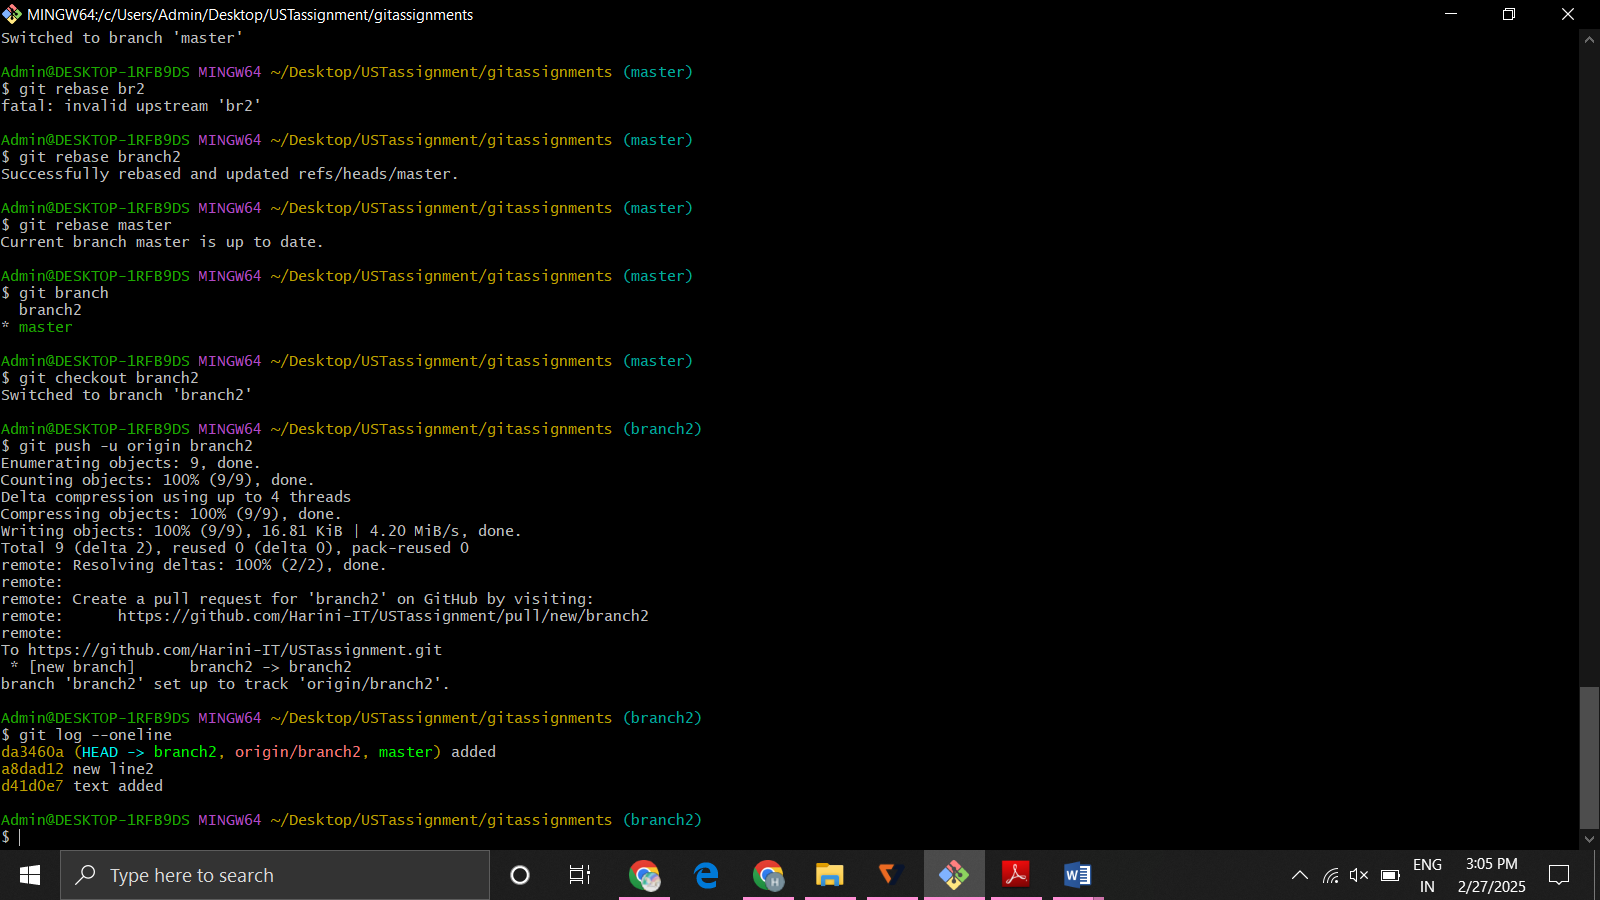 MINGW64:/c/Users/Admin/Desktop/USTassignment/gitassignments
Switched to branch 'master'
Admin@DESKTOP-1RFB9DS MINGW64 ~/Desktop/USTassignment/gitassignments (master)
$ git rebase br2
fatal: invalid upstream 'br2'
Admin@DESKTOP-1RFB9DS MINGW64 ~/Desktop/USTassignment/gitassignments (master)
$ git rebase branch2
Successfully rebased and updated refs/heads/master.
Admin@DESKTOP-1RFB9DS MINGW64 ~/Desktop/USTassignment/gitassignments (master)
$ git rebase master
Current branch master is up to date.
Admin@DESKTOP-1RFB9DS MINGW64 ~/Desktop/USTassignment/gitassignments (master)
$ git branch
  branch2
* master
Admin@DESKTOP-1RFB9DS MINGW64 ~/Desktop/USTassignment/gitassignments (master)
$ git checkout branch2
Switched to branch 'branch2'
Admin@DESKTOP-1RFB9DS MINGW64 ~/Desktop/USTassignment/gitassignments (branch2)
$ git push -u origin branch2
Enumerating objects: 9, done.
Counting objects: 100% (9/9), done.
Delta compression using up to 4 threads
Compressing objects: 100% (9/9), done.
Writing objects: 100% (9/9), 16.81 KiB | 4.20 MiB/s, done.
Total 9 (delta 2), reused 0 (delta 0), pack-reused 0
remote: Resolving deltas: 100% (2/2), done.
remote:
remote: Create a pull request for 'branch2' on GitHub by visiting:
remote:      https://github.com/Harini-IT/USTassignment/pull/new/branch2
remote:
To https://github.com/Harini-IT/USTassignment.git
 * [new branch]      branch2 -> branch2
branch 'branch2' set up to track 'origin/branch2'.
Admin@DESKTOP-1RFB9DS MINGW64 ~/Desktop/USTassignment/gitassignments (branch2)
$ git log --oneline
da3460a (HEAD -> branch2, origin/branch2, master) added
a8dad12 new line2
d41d0e7 text added
Admin@DESKTOP-1RFB9DS MINGW64 ~/Desktop/USTassignment/gitassignments (branch2)
$
Type here to search
H
W
ENG
IN
3:05 PM
2/27/2025